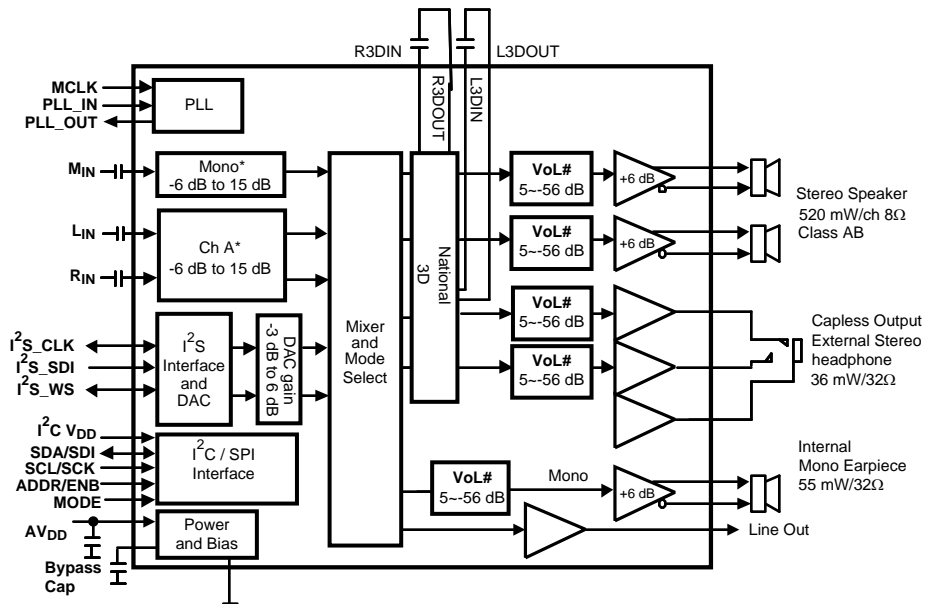 R3DIN
L3DOUT
R3DOUT
L3DIN
MCLK
PLL_IN
PLL_OUT
PLL
MIN
Mono*
-6 dB to 15 dB
LIN
RIN
Ch A*
-6 dB to 15 dB
I²S_CLK
I²S_SDI
I²S_WS
I²S
Interface
and
DAC
DAC gain
-3 dB to 6 dB
I²C VDD
SDA/SDI
SCL/SCK
ADDR/ENB
MODE
I²C / SPI
Interface
AVDD
Bypass
Cap
Power
and Bias
Mixer
and
Mode
Select
National
3D
VoL#
5~-56 dB
+6 dB
VoL#
5~-56 dB
+6 dB
Stereo Speaker
520 mW/ch 8Ω
Class AB
VoL#
5~-56 dB
VoL#
5~-56 dB
Capless Output
External Stereo
headphone
36 mW/32Ω
VoL#
5~-56 dB
Mono
+6 dB
Internal
Mono Earpiece
55 mW/32Ω
Line Out